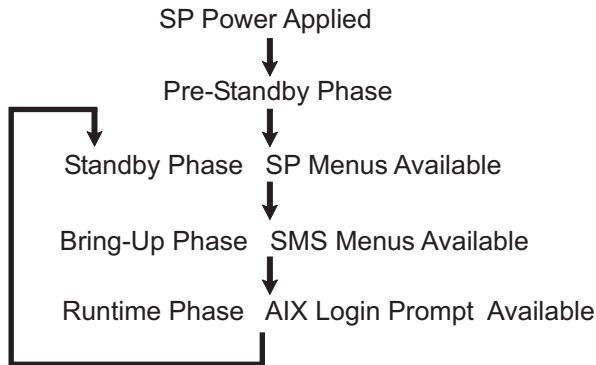 SP Power Applied
Pre-Standby Phase
Standby Phase SP Menus Available
Bring-Up Phase SMS Menus Available
Runtime Phase AIX Login Prompt Available